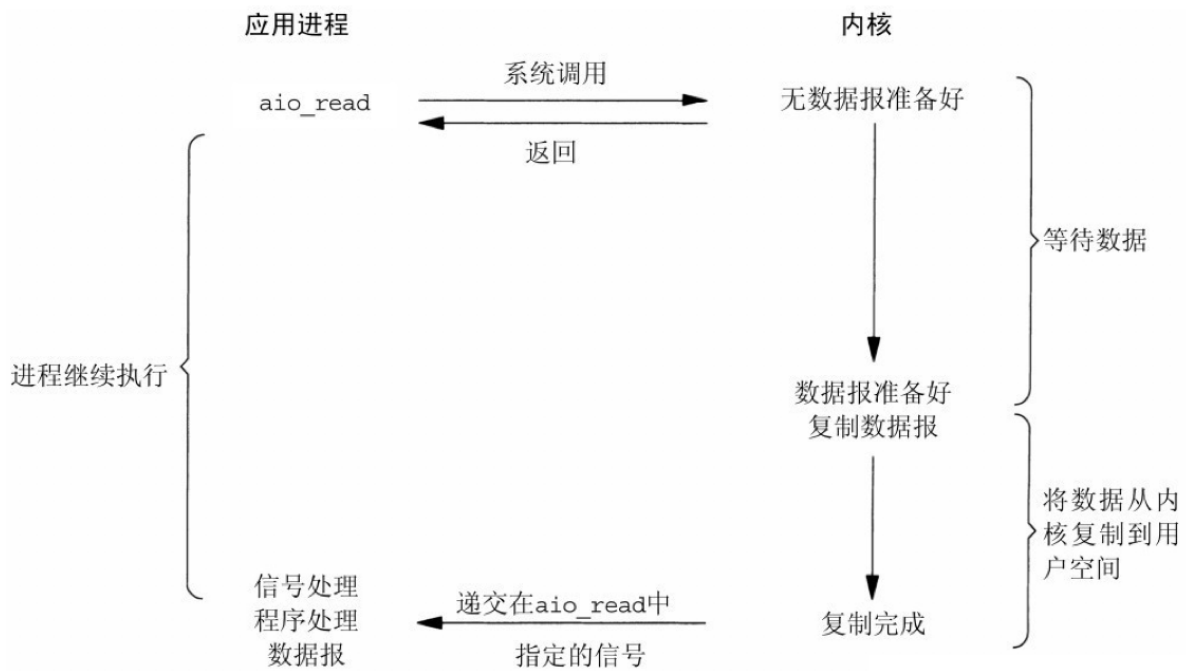 应用进程
内核
系统调用
aio_read
无数据报准备好
返回
等待数据
进程继续执行
数据报准备好
复制数据报
将数据从内
核复制到用
户空间
信号处理
程序处理
数据报
递交在aio_read中
指定的信号
复制完成